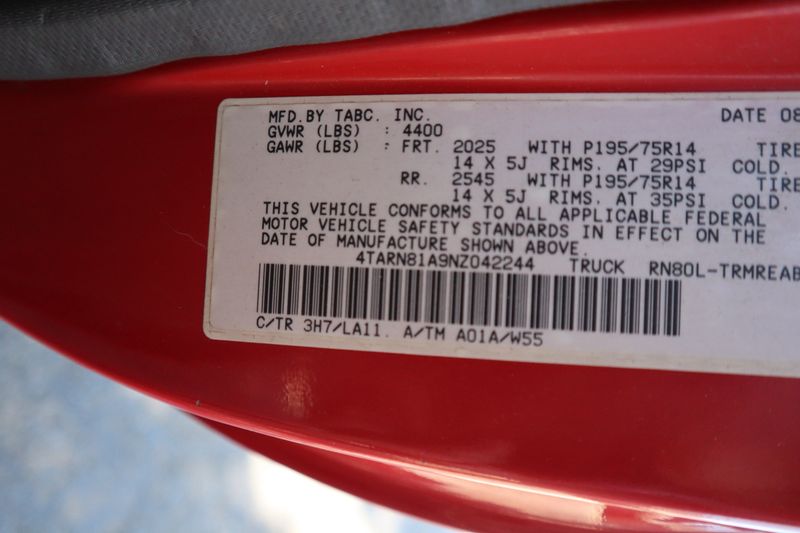 MFD.BY TABC, INC. DATE 08
GVWR (LBS) : 4400
GAWR (LBS) : FRT. 2025 WITH P195/75R14 TIRE
14 X 5J RIMS. AT 29PSI COLD.
RR. 2545 WITH P195/75R14 TIRE
14 X 5J RIMS. AT 35PSI COLD.
THIS VEHICLE CONFORMS TO ALL APPLICABLE FEDERAL
MOTOR VEHICLE SAFETY STANDARDS IN EFFECT ON THE
DATE OF MANUFACTURE SHOWN ABOVE.
4TARN81A9NZ042244 TRUCK RN80L-TRMREAB
C/TR 3H7/LA11. A/TM A01A/W55